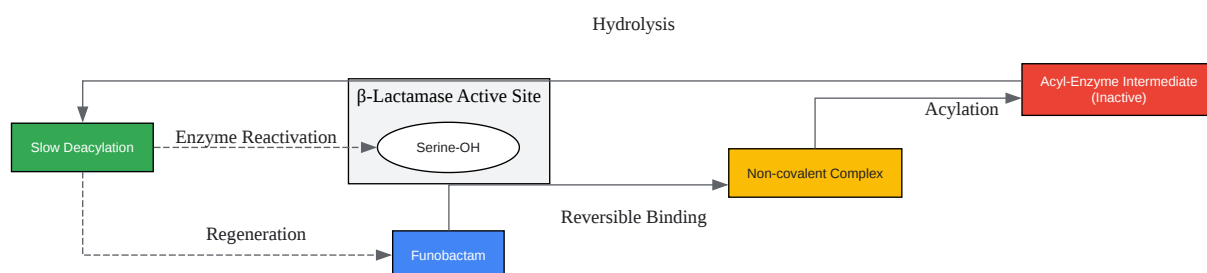 Hydrolysis
Acyl-Enzyme Intermediate
(Inactive)
β-Lactamase Active Site
Acylation
Slow Deacylation
Enzyme Reactivation
Serine-OH
Non-covalent Complex
Reversible Binding
Regeneration
Funobactam